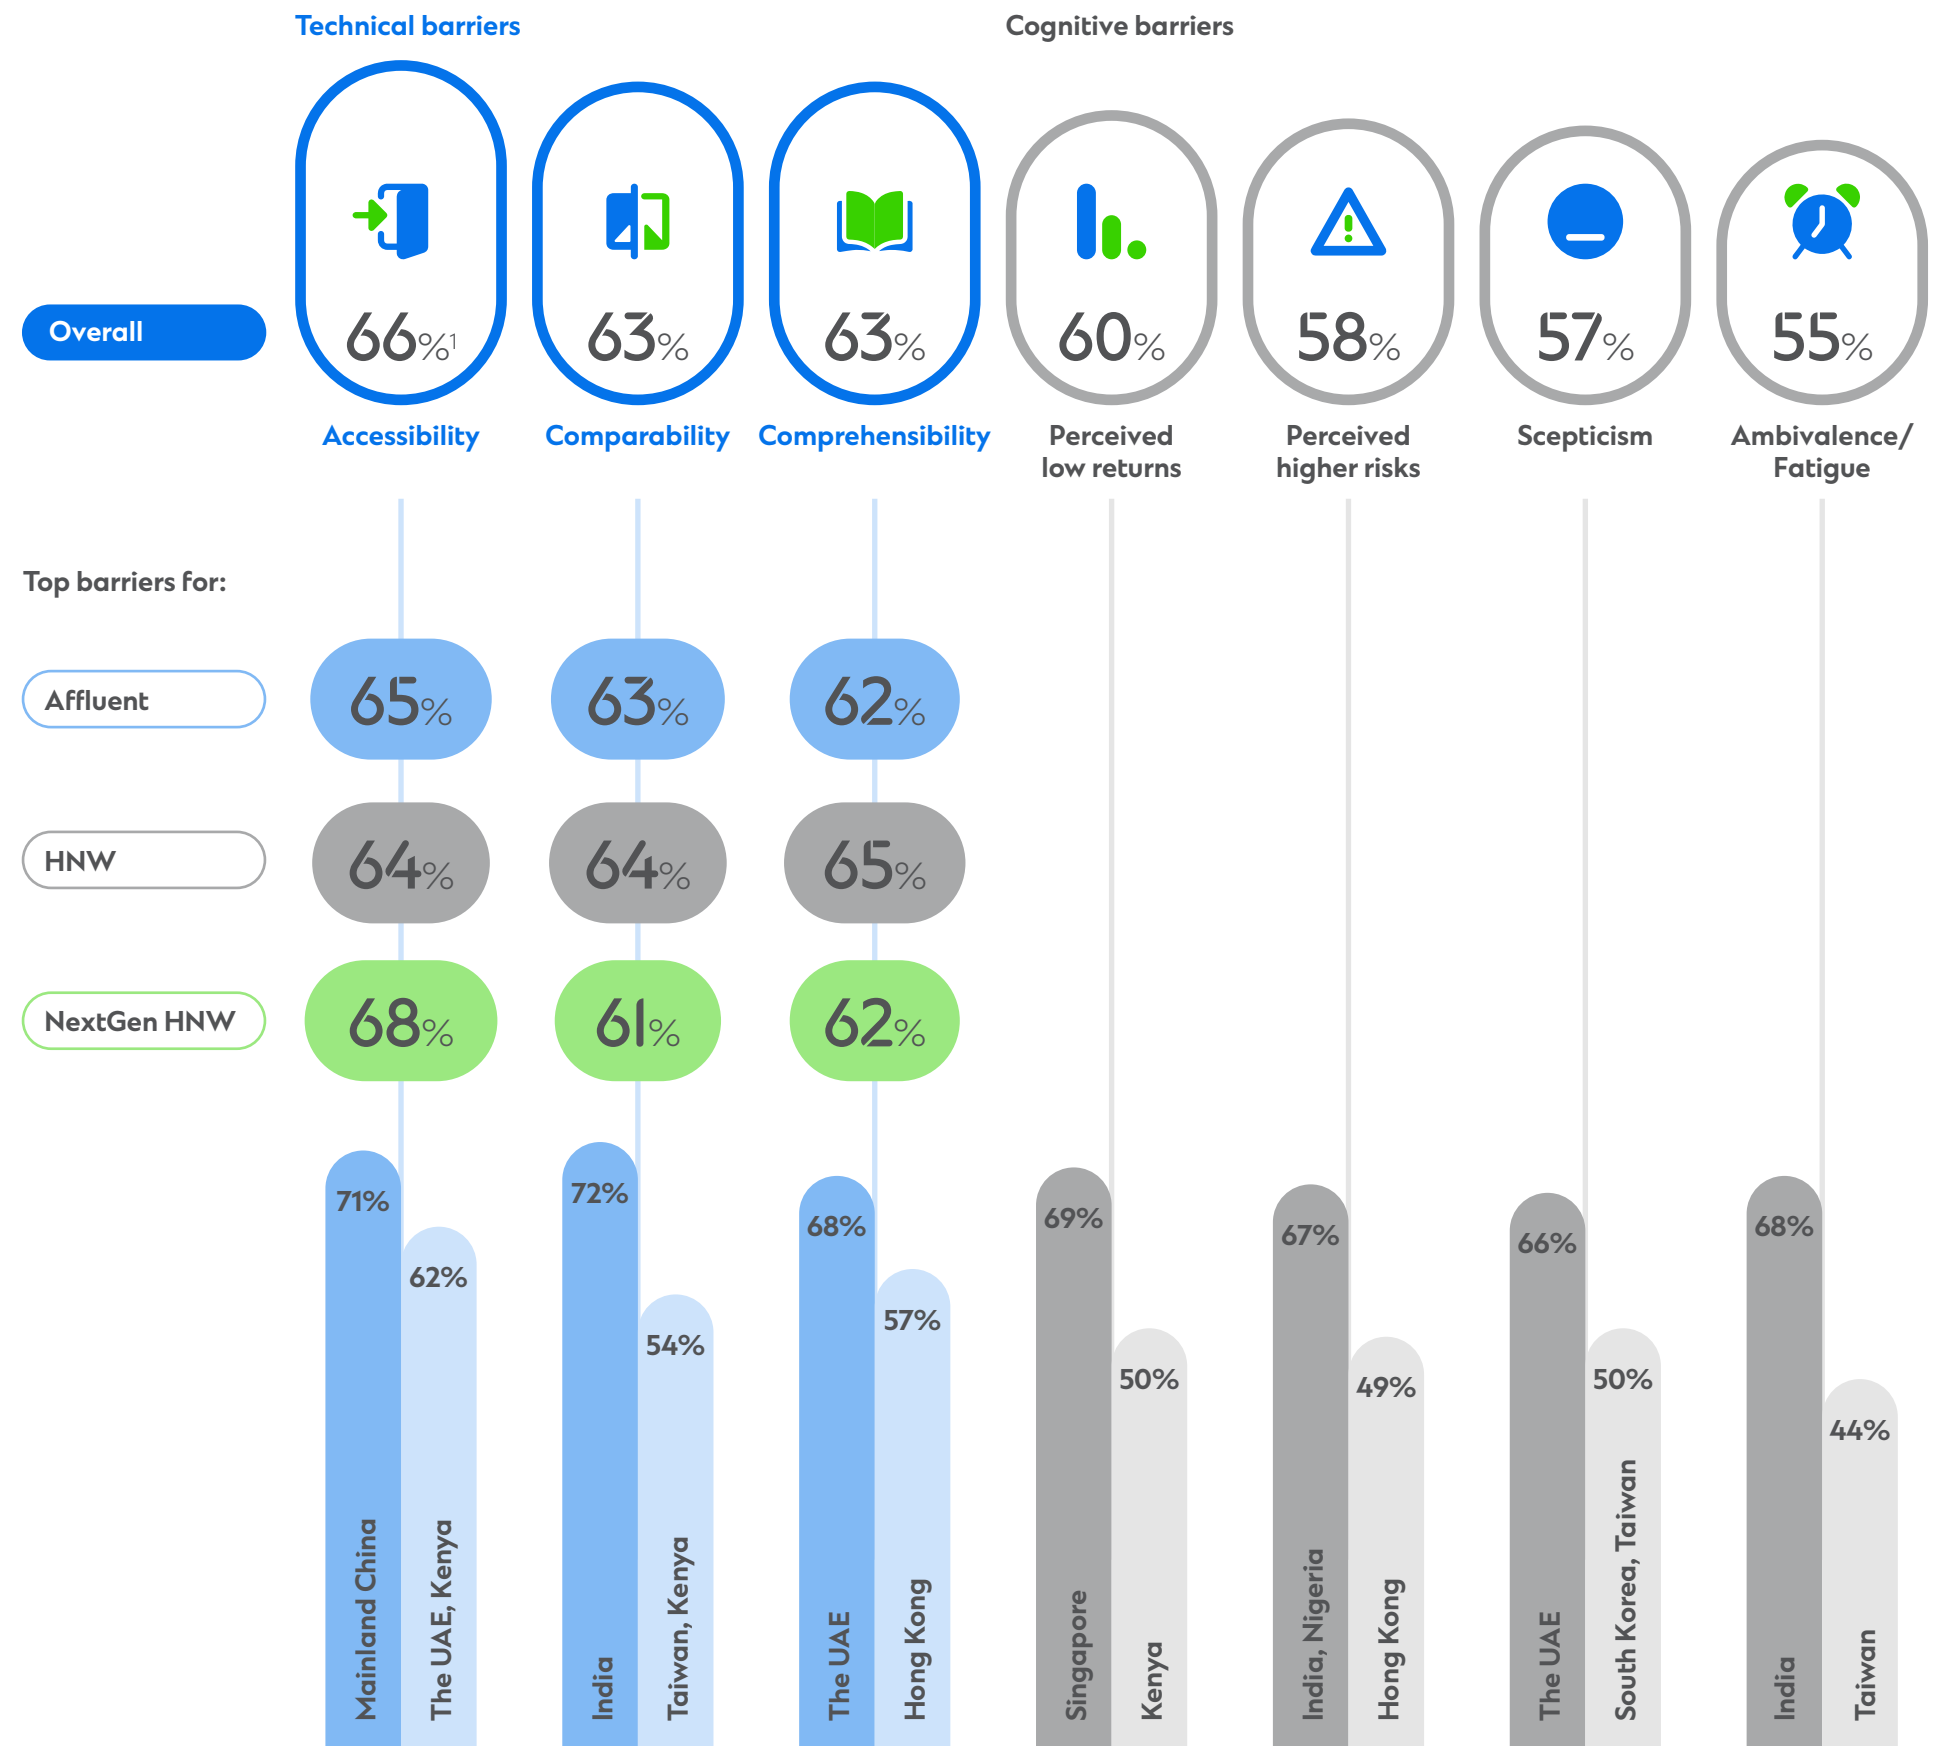 Technical barriers
Cognitive barriers
Overall
66%¹
63%
63%
60%
58%
57%
55%
Accessibility
Comparability
Comprehensibility
Perceived
low returns
Perceived
higher risks
Scepticism
Ambivalence/
Fatigue
Top barriers for:
Affluent
65%
63%
62%
HNW
64%
64%
65%
NextGen HNW
68%
61%
62%
71%
Mainland China
62%
The UAE, Kenya
72%
India
54%
Taiwan, Kenya
68%
The UAE
57%
Hong Kong
69%
Singapore
50%
Kenya
67%
India, Nigeria
49%
Hong Kong
66%
The UAE
50%
South Korea, Taiwan
68%
India
44%
Taiwan